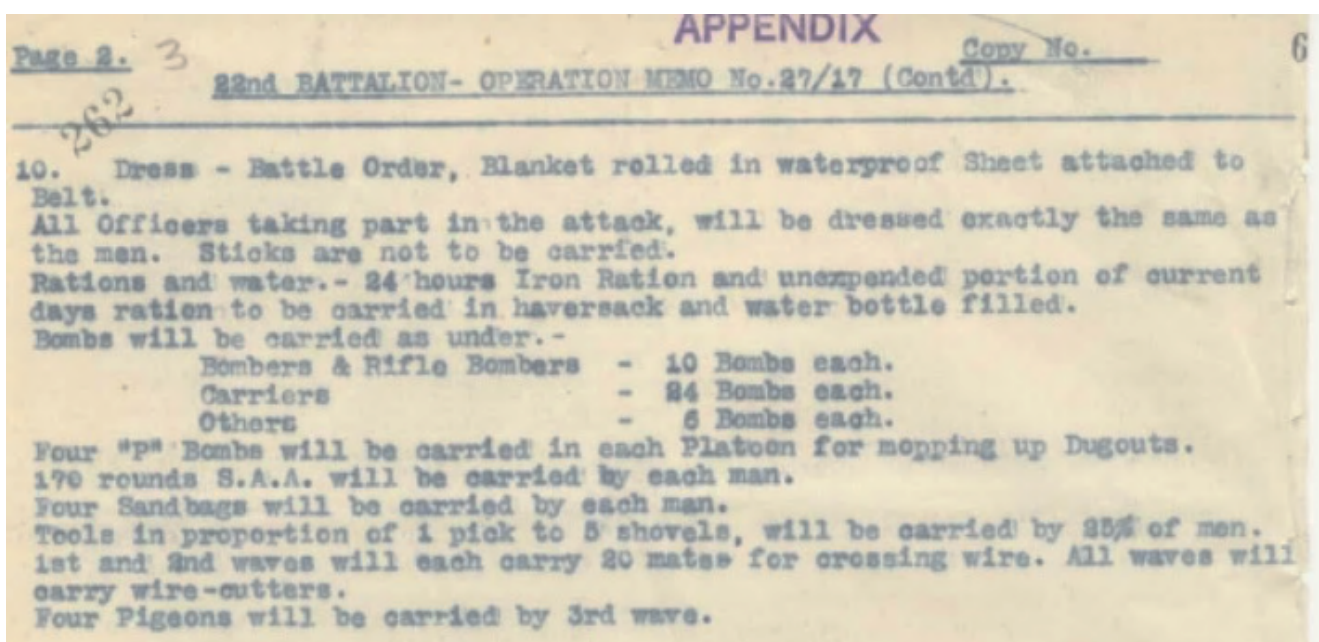 APPENDIX
Page 2. 3
Copy No.
6
22nd BATTALION- OPERATION MEMO No.27/17 (Contd').
262
10. Dress - Battle Order, Blanket rolled in waterproof Sheet attached to
Belt.
All Officers taking part in the attack, will be dressed exactly the same as
the men. Sticks are not to be carried.
Rations and water.- 24 hours Iron Ration and unexpended portion of current
days ration to be carried in haversack and water bottle filled.
Bombs will be carried as under.-
Bombers & Rifle Bombers - 10 Bombs each.
Carriers - 24 Bombs each.
Others - 6 Bombs each.
Four "P" Bombs will be carried in each Platoon for mopping up Dugouts.
170 rounds S.A.A. will be carried by each man.
Four Sandbags will be carried by each man.
Tools in proportion of 1 pick to 5 shovels, will be carried by 25% of men.
1st and 2nd waves will each carry 20 mates for crossing wire. All waves will
carry wire-cutters.
Four Pigeons will be carried by 3rd wave.